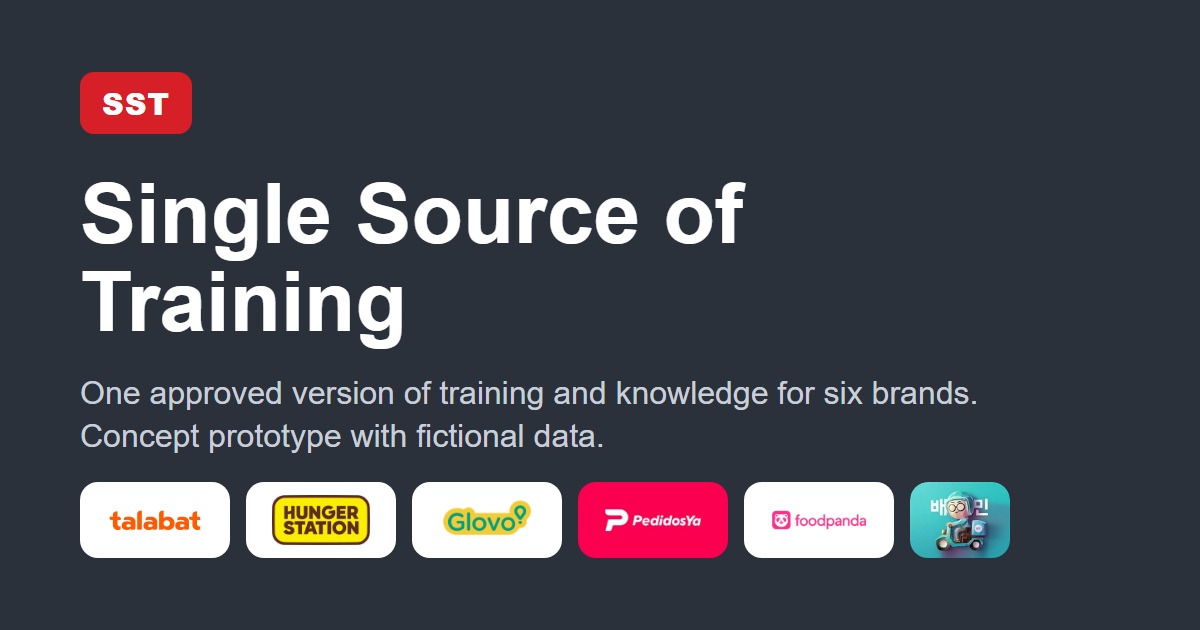 SST
Single Source of
Training
One approved version of training and knowledge for six brands.
Concept prototype with fictional data.
talabat
HUNGER
STATION
Glovo
PedidosYa
foodpanda
배민